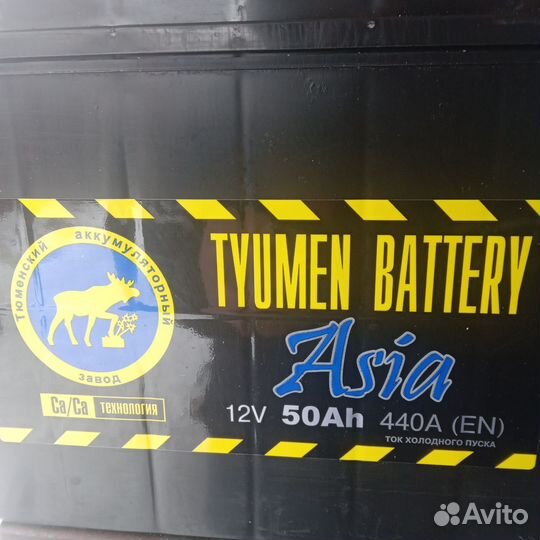 Тюменский аккумуляторный
завод
Ca/Ca технология
TYUMEN BATTERY
Asia
12V 50Ah 440A (EN)
ТОК ХОЛОДНОГО ПУСКА
Avito